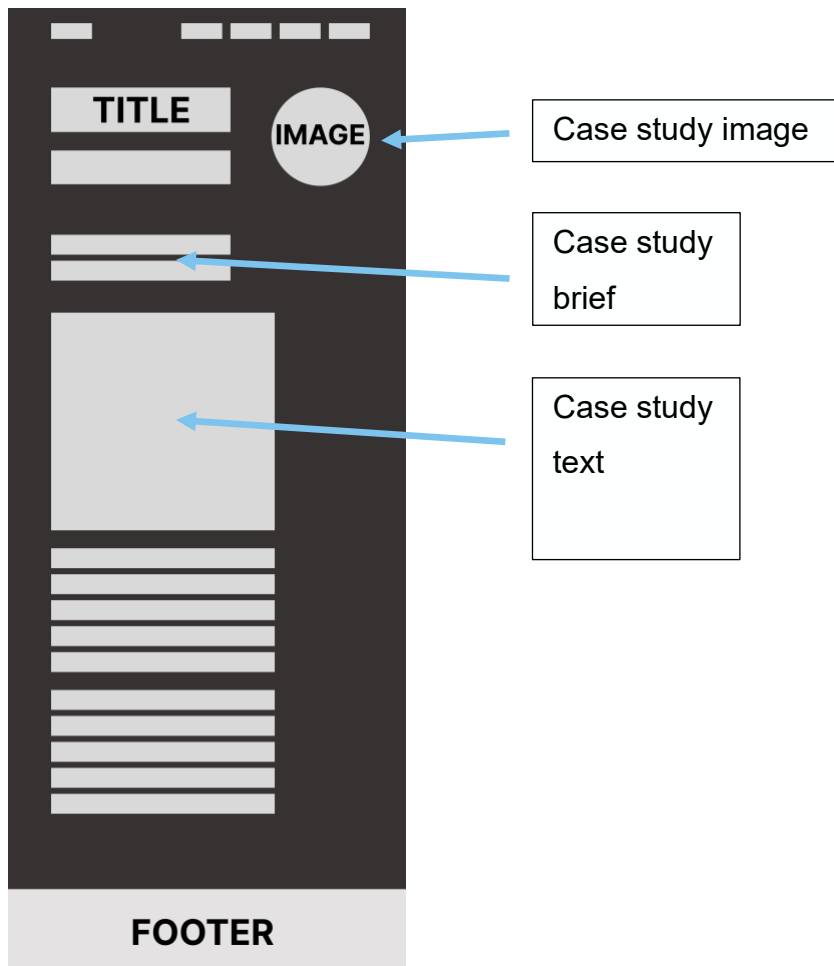 TITLE
IMAGE
Case study image
Case study
brief
Case study
text
FOOTER